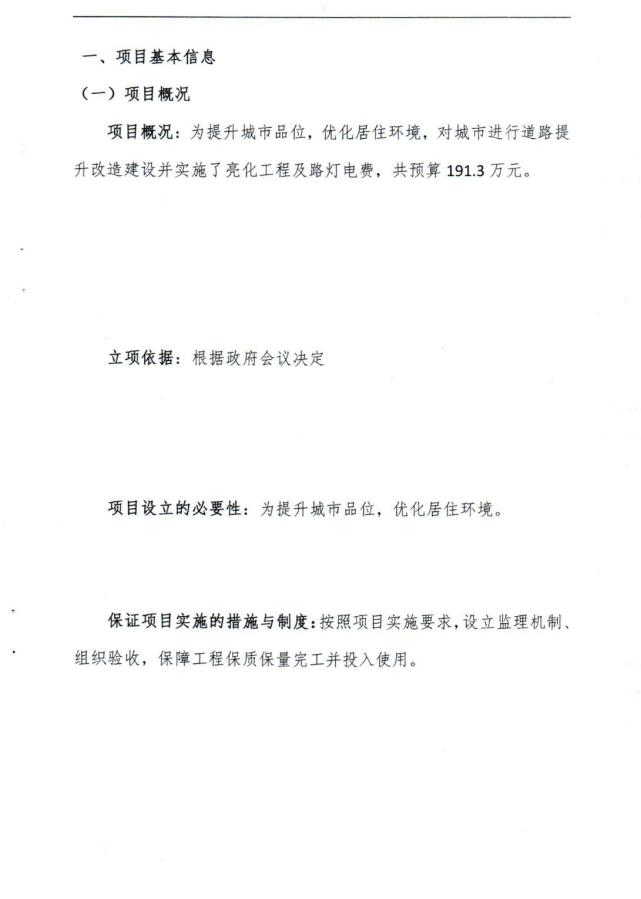 一、项目基本信息
（一）项目概况
项目概况：为提升城市品位，优化居住环境，对城市进行道路提
升改造建设并实施了亮化工程及路灯电费，共预算 191.3 万元。
立项依据：根据政府会议决定
项目设立的必要性：为提升城市品位，优化居住环境。
保证项目实施的措施与制度：按照项目实施要求，设立监理机制、
组织验收，保障工程保质保量完工并投入使用。